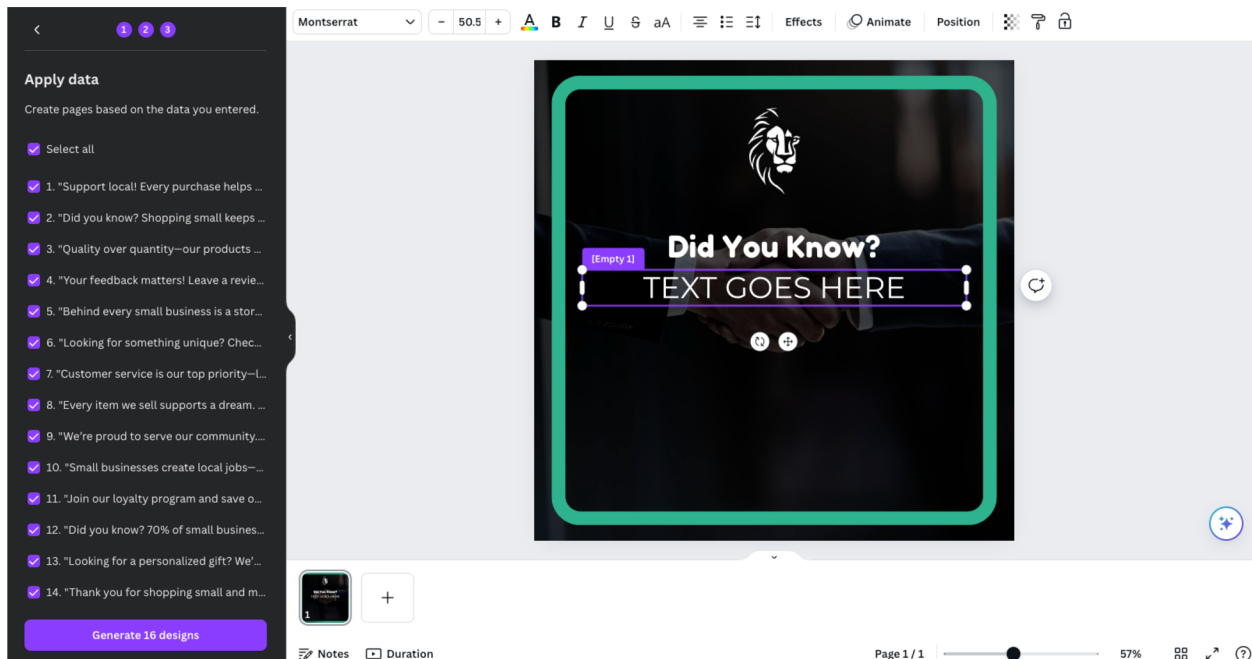 Montserrat
– 50.5 +
A B I U S aA
Effects
Animate
Position
1 2 3
Apply data
Create pages based on the data you entered.
Select all
1. "Support local! Every purchase helps ...
2. "Did you know? Shopping small keeps ...
3. "Quality over quantity—our products ...
4. "Your feedback matters! Leave a revie...
5. "Behind every small business is a stor...
6. "Looking for something unique? Chec...
7. "Customer service is our top priority—l...
8. "Every item we sell supports a dream. ...
9. "We're proud to serve our community....
10. "Small businesses create local jobs—...
11. "Join our loyalty program and save o...
12. "Did you know? 70% of small busines...
13. "Looking for a personalized gift? We'...
14. "Thank you for shopping small and m...
Generate 16 designs
Did You Know?
[Empty 1]
TEXT GOES HERE
1
Notes
Duration
Page 1 / 1
57%